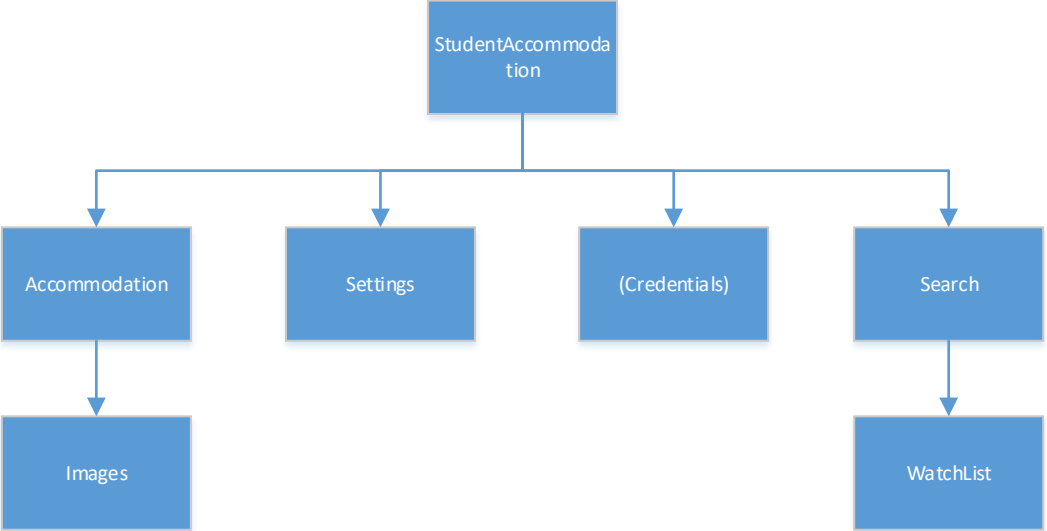 StudentAccommoda
tion
Accommodation
Settings
(Credentials)
Search
Images
WatchList